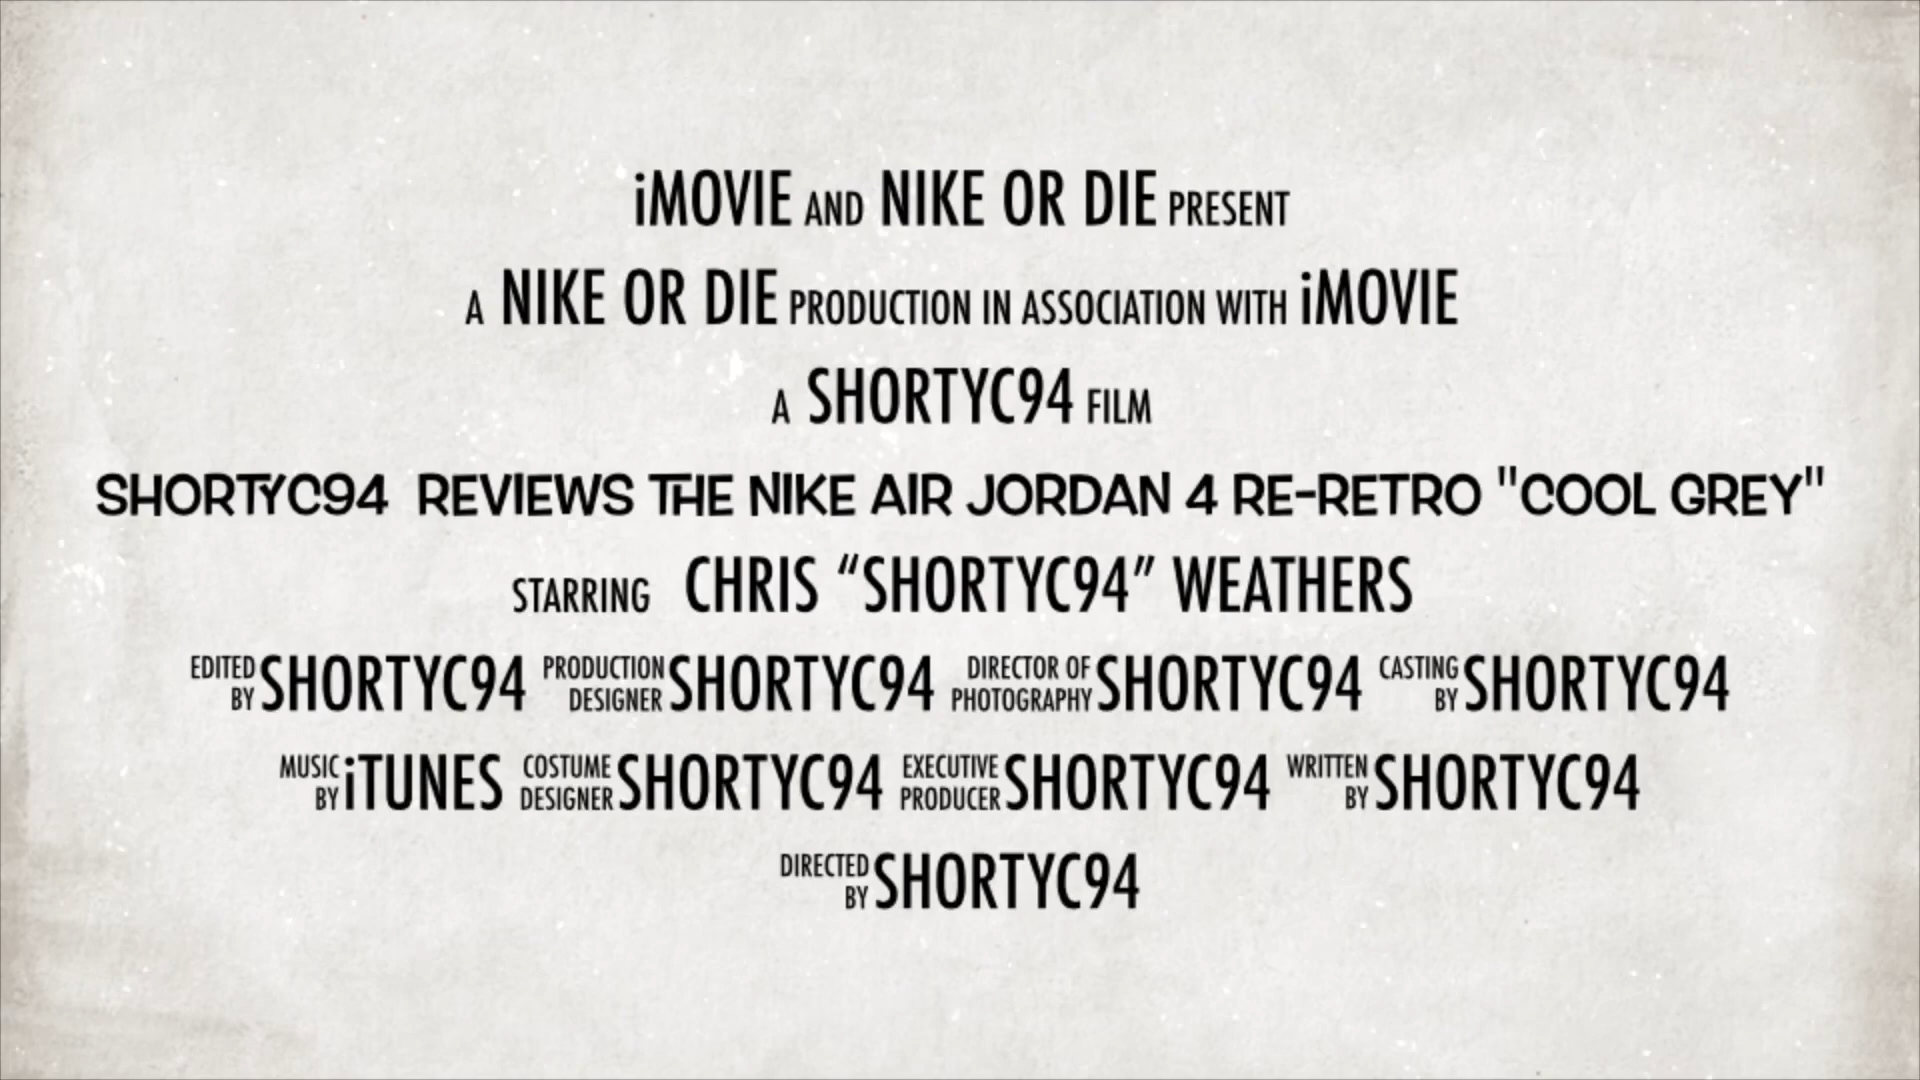 iMOVIE AND NIKE OR DIE PRESENT
A NIKE OR DIE PRODUCTION IN ASSOCIATION WITH iMOVIE
A SHORTYC94 FILM
SHORTYC94 REVIEWS THE NIKE AIR JORDAN 4 RE-RETRO "COOL GREY"
STARRING CHRIS “SHORTYC94” WEATHERS
EDITED BY SHORTYC94 PRODUCTION DESIGNER SHORTYC94 DIRECTOR OF PHOTOGRAPHY SHORTYC94 CASTING BY SHORTYC94
MUSIC BY iTUNES COSTUME DESIGNER SHORTYC94 EXECUTIVE PRODUCER SHORTYC94 WRITTEN BY SHORTYC94
DIRECTED BY SHORTYC94